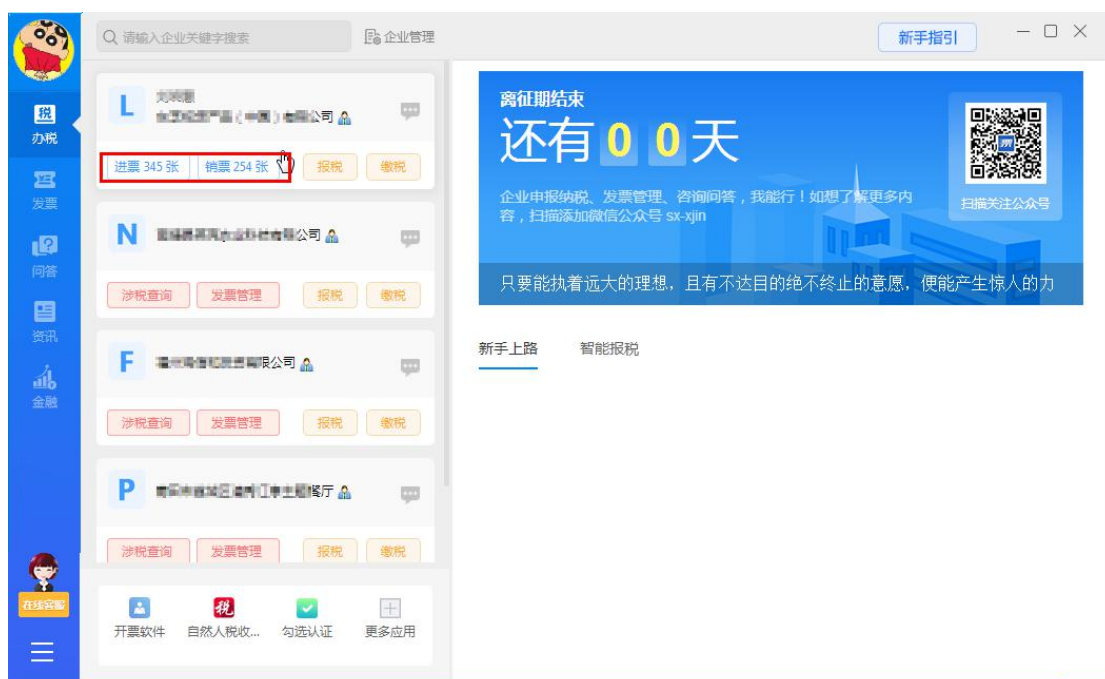 请输入企业关键字搜索
企业管理
新手指引
税
办税
发票
问答
资讯
金融
在线客服
L
公司
进票 345 张
销票 254 张
报税
缴税
N
公司
涉税查询
发票管理
报税
缴税
F
限公司
涉税查询
发票管理
报税
缴税
P
餐厅
涉税查询
发票管理
报税
缴税
税
开票软件
自然人税收...
勾选认证
更多应用
离征期结束
还有 0 0 天
企业申报纳税、发票管理、咨询问答，我能行！如想了解更多内
容，扫描添加微信公众号 sx-xjin
扫描关注公众号
只要能执着远大的理想，且有不达目的绝不终止的意愿，便能产生惊人的力
新手上路
智能报税